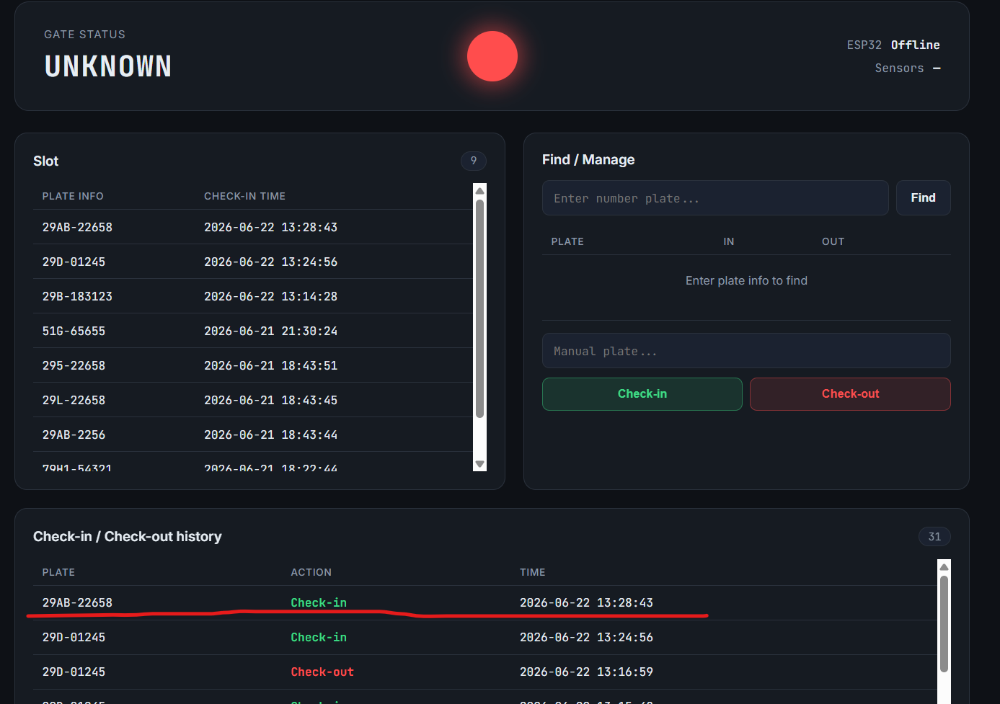 GATE STATUS
UNKNOWN
ESP32 Offline
Sensors —
Slot 9
PLATE INFO CHECK-IN TIME
29AB-22658 2026-06-22 13:28:43
29D-01245 2026-06-22 13:24:56
29B-183123 2026-06-22 13:14:28
51G-65655 2026-06-21 21:30:24
295-22658 2026-06-21 18:43:51
29L-22658 2026-06-21 18:43:45
29AB-2256 2026-06-21 18:43:44
79H1-54321 2026-06-21 18:22:44
Find / Manage
Enter number plate... Find
PLATE IN OUT
Enter plate info to find
Manual plate...
Check-in Check-out
Check-in / Check-out history 31
PLATE ACTION TIME
29AB-22658 Check-in 2026-06-22 13:28:43
29D-01245 Check-in 2026-06-22 13:24:56
29D-01245 Check-out 2026-06-22 13:16:59